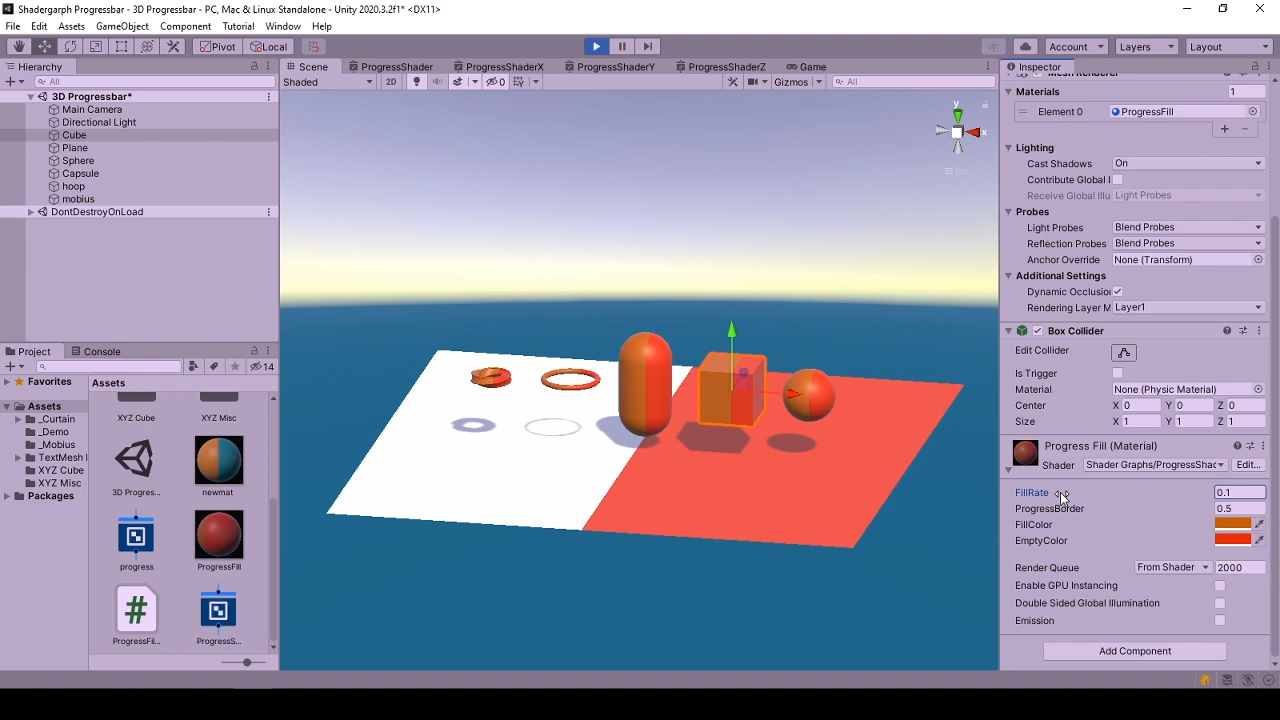 Shadergarph Progressbar - 3D Progressbar - PC, Mac & Linux Standalone - Unity 2020.3.2f1* <DX11>
File Edit Assets GameObject Component Tutorial Window Help
Pivot Local Account Layers Layout
Hierarchy
All
3D Progressbar*
Main Camera
Directional Light
Cube
Plane
Sphere
Capsule
hoop
mobius
DontDestroyOnLoad
Scene ProgressShader ProgressShaderX ProgressShaderY ProgressShaderZ Game
Shaded 2D 0 Gizmos All
y
x
Iso
Project Console
14
Favorites
Assets
_Curtain
_Demo
_Mobius
TextMesh
XYZ Cube
XYZ Misc
Packages
Assets
XYZ Cube XYZ Misc
3D Progres... newmat
progress ProgressFill
ProgressFil... ProgressS...
Inspector
Mesh Renderer
Materials 1
Element 0 ProgressFill
Lighting
Cast Shadows On
Contribute Global I
Receive Global Illu Light Probes
Probes
Light Probes Blend Probes
Reflection Probes Blend Probes
Anchor Override None (Transform)
Additional Settings
Dynamic Occlusion
Rendering Layer M Layer1
Box Collider
Edit Collider
Is Trigger
Material None (Physic Material)
Center X 0 Y 0 Z 0
Size X 1 Y 1 Z 1
Progress Fill (Material)
Shader Shader Graphs/ProgressShac Edit...
FillRate 0.1
ProgressBorder 0.5
FillColor
EmptyColor
Render Queue From Shader 2000
Enable GPU Instancing
Double Sided Global Illumination
Emission
Add Component